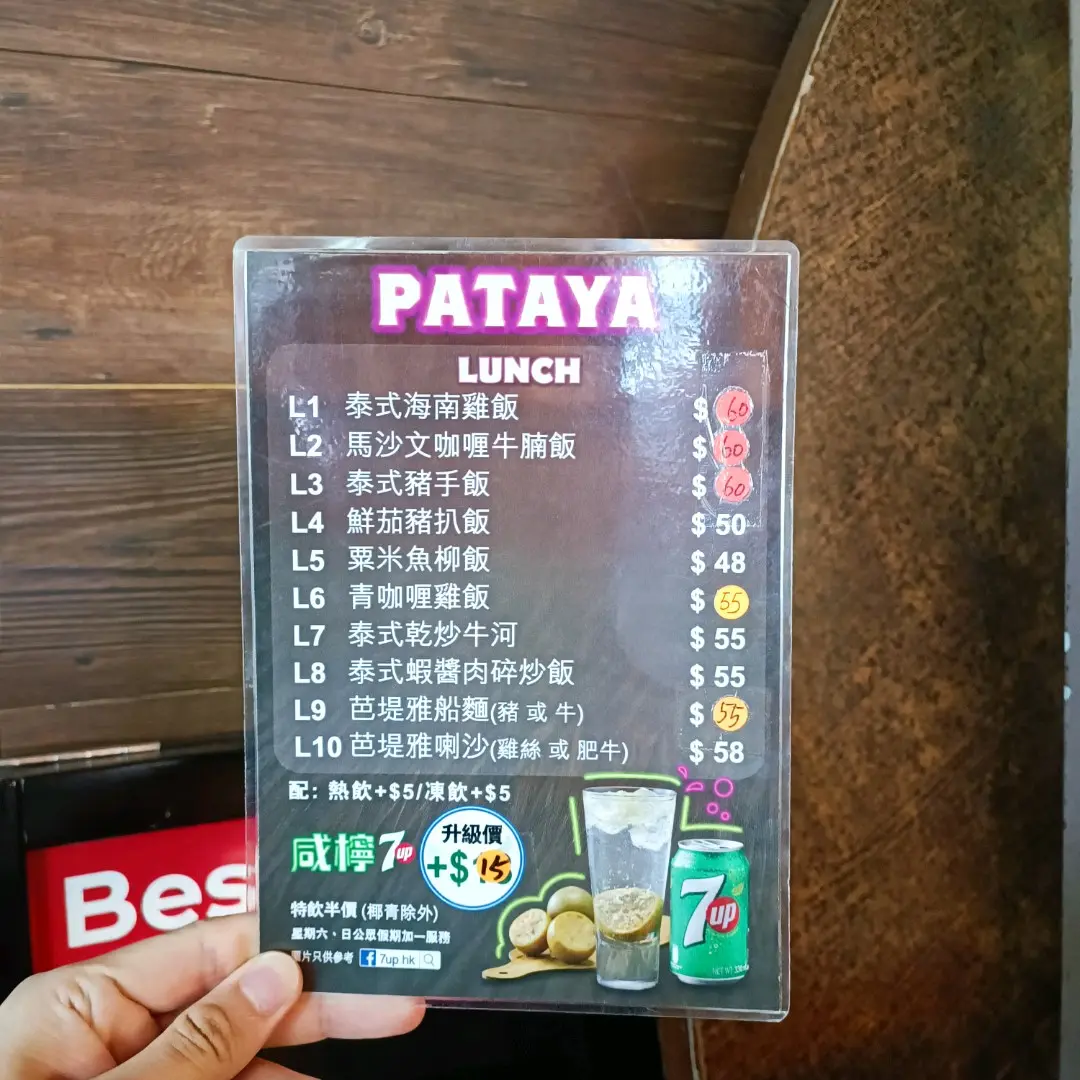 PATAYA
LUNCH
L1 泰式海南雞飯 $ 60
L2 馬沙文咖喱牛腩飯 $ 60
L3 泰式豬手飯 $ 60
L4 鮮茄豬扒飯 $ 50
L5 粟米魚柳飯 $ 48
L6 青咖喱雞飯 $ 55
L7 泰式乾炒牛河 $ 55
L8 泰式蝦醬肉碎炒飯 $ 55
L9 芭堤雅船麵(豬 或 牛) $ 55
L10 芭堤雅喇沙(雞絲 或 肥牛) $ 58
配: 熱飲+$5/凍飲+$5
咸檸7up
升級價
+$15
特飲半價 (椰青除外)
星期六、日公眾假期加一服務
圖片只供參考 f 7up hk
7up
Bes